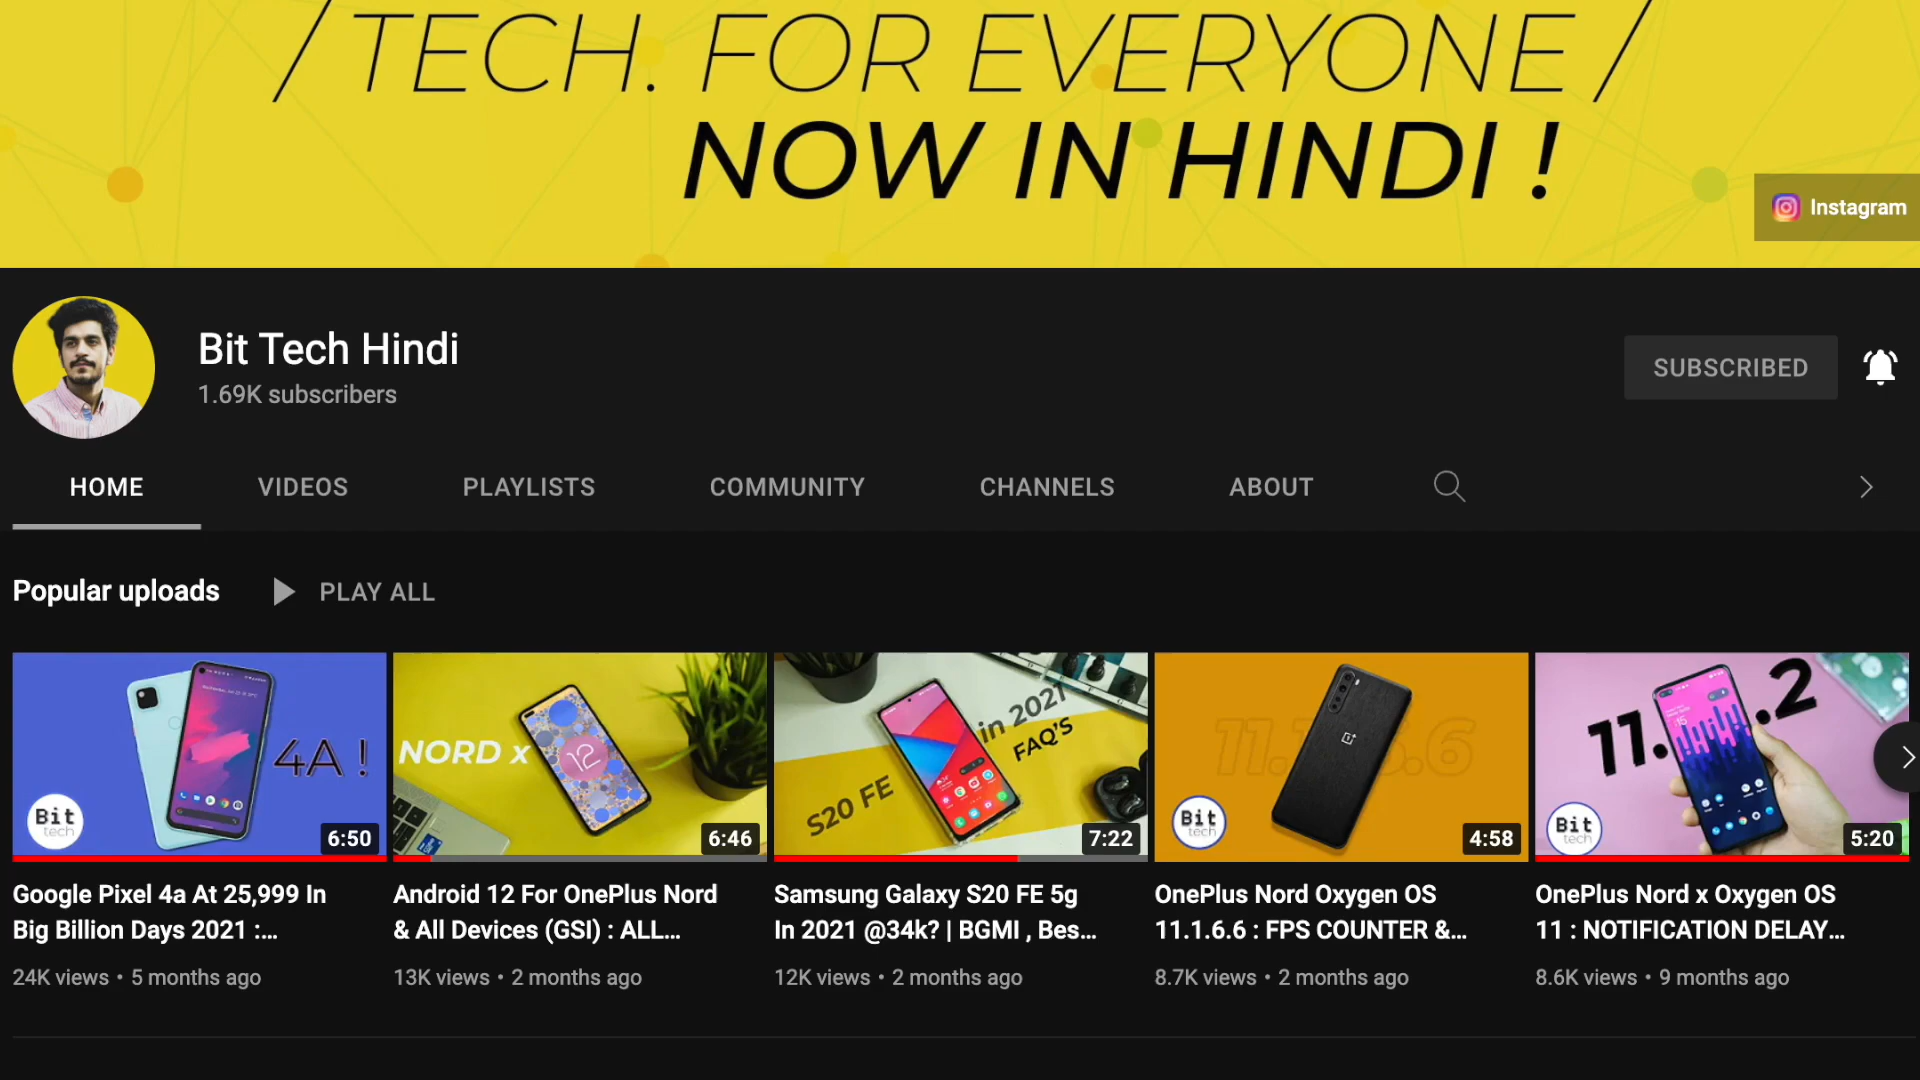 / TECH. FOR EVERYONE /
NOW IN HINDI !
Instagram
Bit Tech Hindi
1.69K subscribers
SUBSCRIBED
HOME
VIDEOS
PLAYLISTS
COMMUNITY
CHANNELS
ABOUT
Popular uploads
PLAY ALL
4A !
Bit
tech
6:50
NORD x
12
6:46
in 2021
FAQ'S
S20 FE
7:22
Bit
tech
4:58
11.
.2
Bit
tech
5:20
Google Pixel 4a At 25,999 In
Big Billion Days 2021 :...
24K views • 5 months ago
Android 12 For OnePlus Nord
& All Devices (GSI) : ALL...
13K views • 2 months ago
Samsung Galaxy S20 FE 5g
In 2021 @34k? | BGMI , Bes...
12K views • 2 months ago
OnePlus Nord Oxygen OS
11.1.6.6 : FPS COUNTER &...
8.7K views • 2 months ago
OnePlus Nord x Oxygen OS
11 : NOTIFICATION DELAY...
8.6K views • 9 months ago